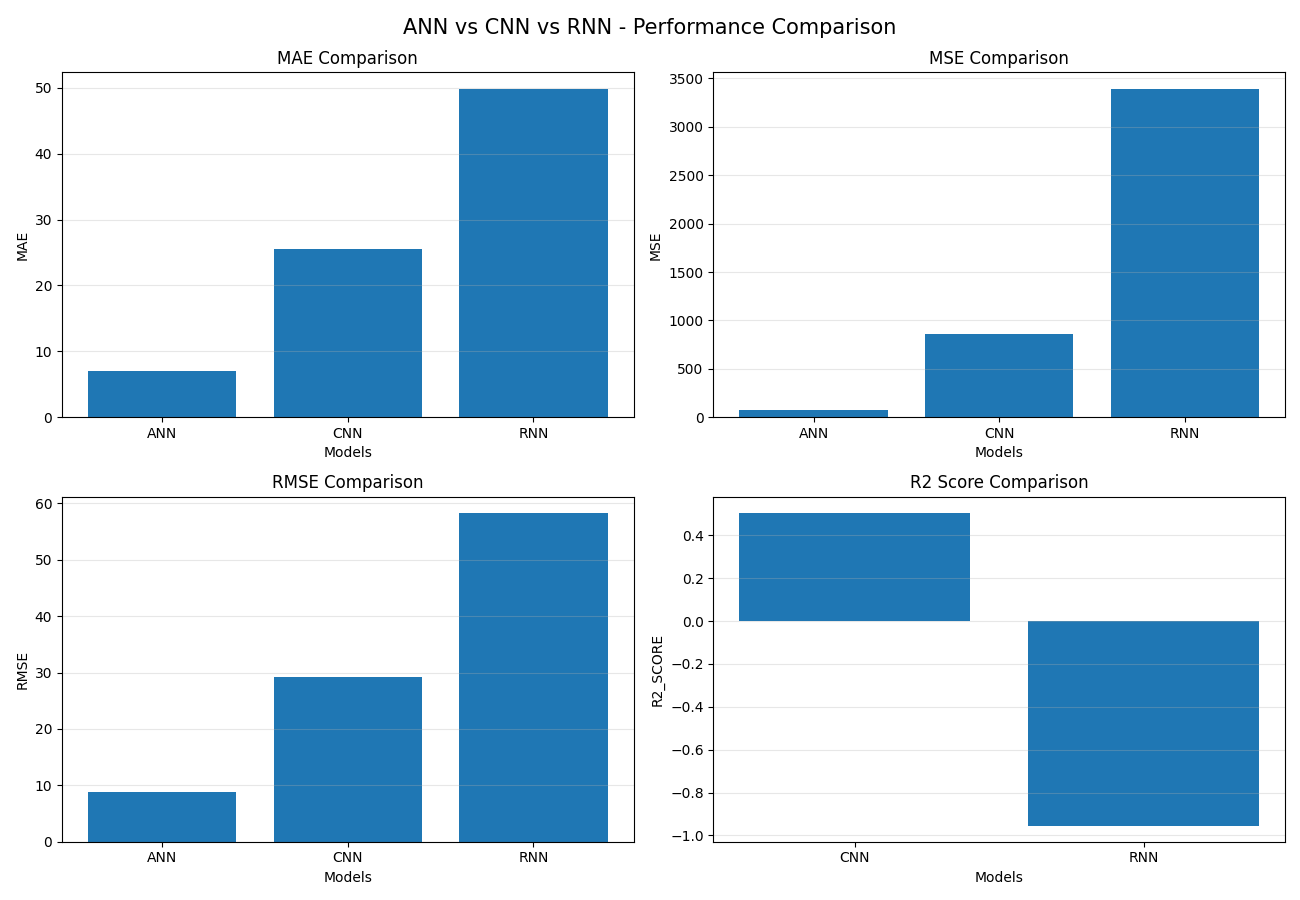 ANN vs CNN vs RNN - Performance Comparison
MAE Comparison
50
40
30
20
10
0
MAE
ANN CNN RNN
Models
MSE Comparison
3500
3000
2500
2000
1500
1000
500
0
MSE
ANN CNN RNN
Models
RMSE Comparison
60
50
40
30
20
10
0
RMSE
ANN CNN RNN
Models
R2 Score Comparison
0.4
0.2
0.0
−0.2
−0.4
−0.6
−0.8
−1.0
R2_SCORE
CNN RNN
Models